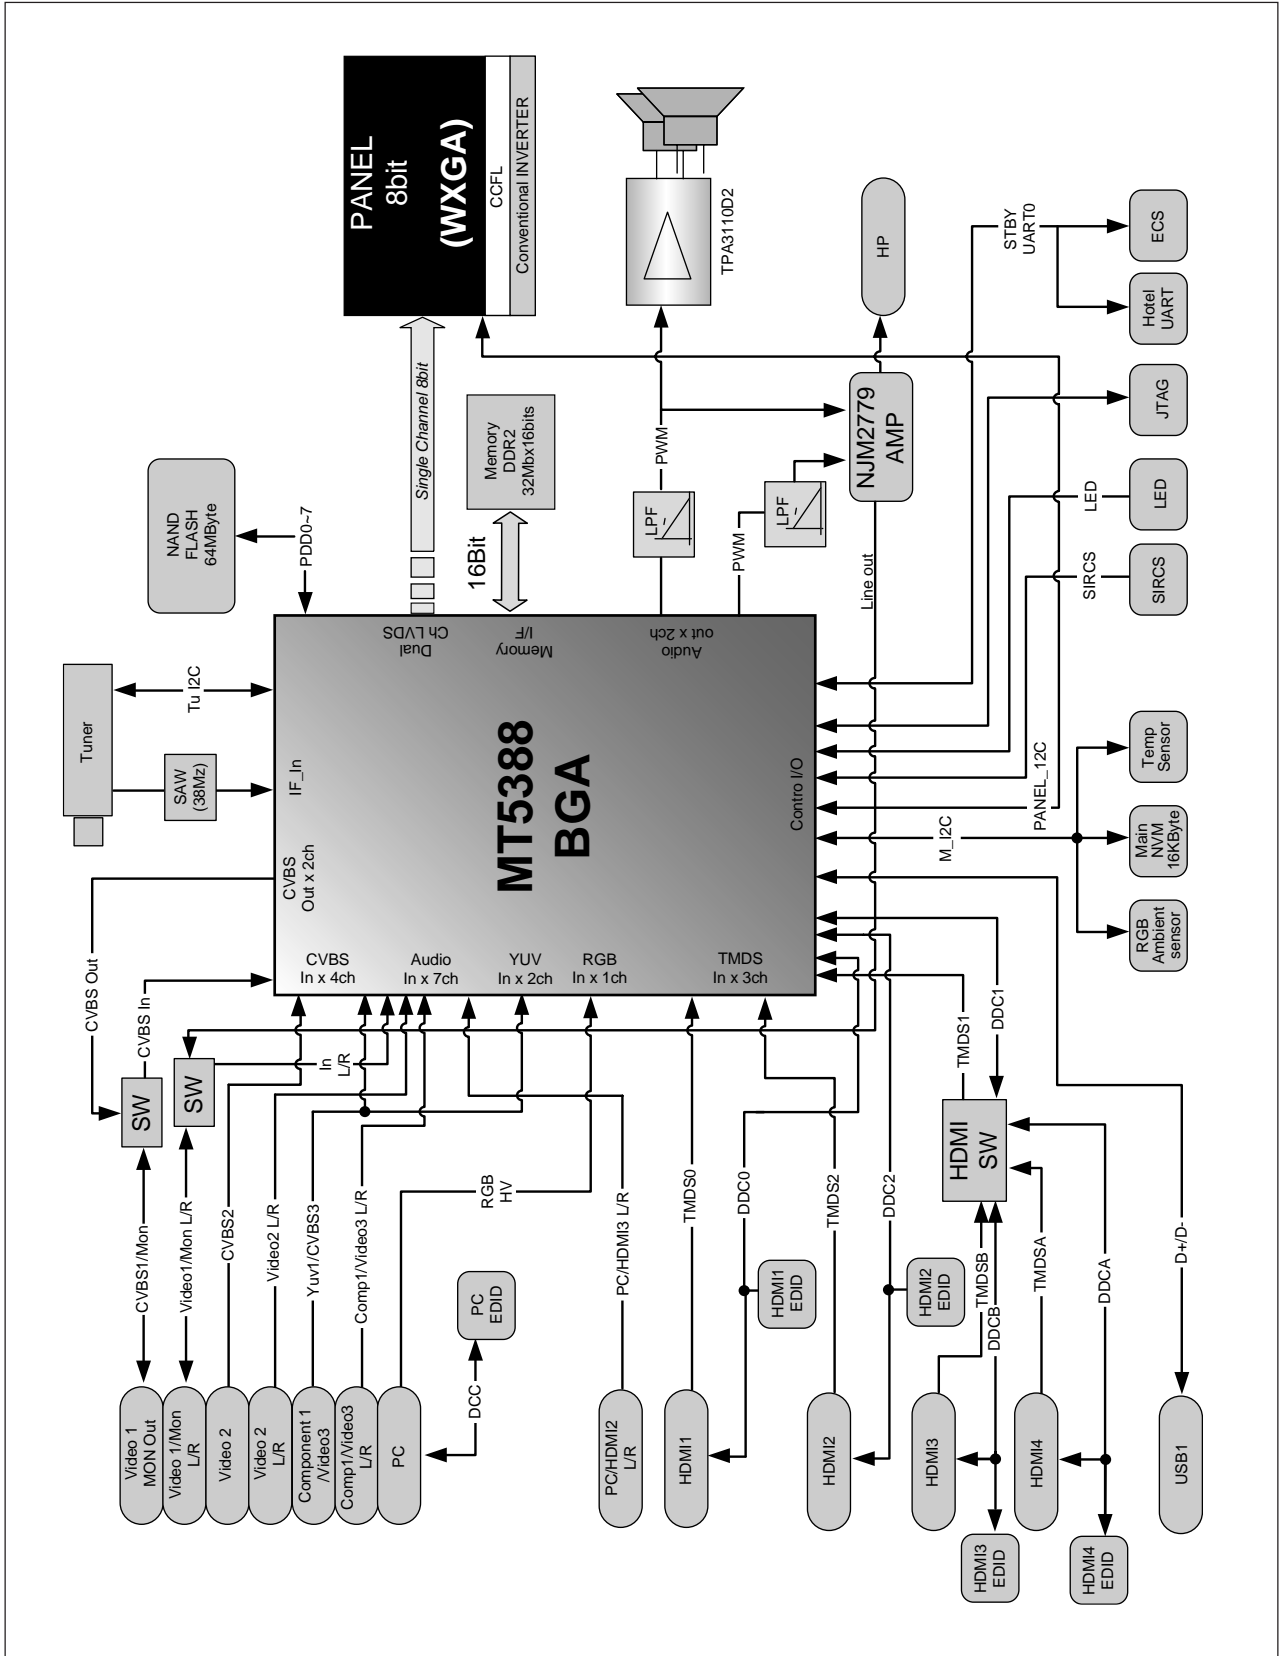 PANEL
8bit
(WXGA)
CCFL
Conventional INVERTER
TPA3110D2
HP
STBY
UART0
ECS
Hotel
UART
JTAG
LED
LED
SIRCS
SIRCS
NAND
FLASH
64MByte
PDD0~7
Single Channel 8bit
Memory
DDR2
32Mbx16bits
16Bit
LPF
PWM
LPF
PWM
NJM2779
AMP
Line out
Tuner
Tu I2C
SAW
(38Mz)
IF_In
Dual
Ch LVDS
Memory
I/F
Audio
out x 2ch
MT5388
BGA
Contro I/O
CVBS
Out x 2ch
CVBS
In x 4ch
Audio
In x 7ch
YUV
In x 2ch
RGB
In x 1ch
TMDS
In x 3ch
PANEL_12C
M_I2C
Temp
Sensor
Main
NVM
16KByte
RGB
Ambient
sensor
CVBS Out
CVBS In
SW
SW
In
L/R
TMDS1
DDC1
HDMI
SW
CVBS1/Mon
Video1/Mon L/R
CVBS2
Video2 L/R
Yuv1/CVBS3
Comp1/Video3 L/R
RGB
HV
PC/HDMI3 L/R
TMDS0
DDC0
TMDS2
DDC2
TMDSB
DDCB
TMDSA
DDCA
D+/D-
PC
EDID
DCC
HDMI1
EDID
HDMI2
EDID
Video 1
MON Out
Video 1/Mon
L/R
Video 2
Video 2
L/R
Component 1
/Video3
Comp1/Video3
L/R
PC
PC/HDMI2
L/R
HDMI1
HDMI2
HDMI3
HDMI4
USB1
HDMI3
EDID
HDMI4
EDID